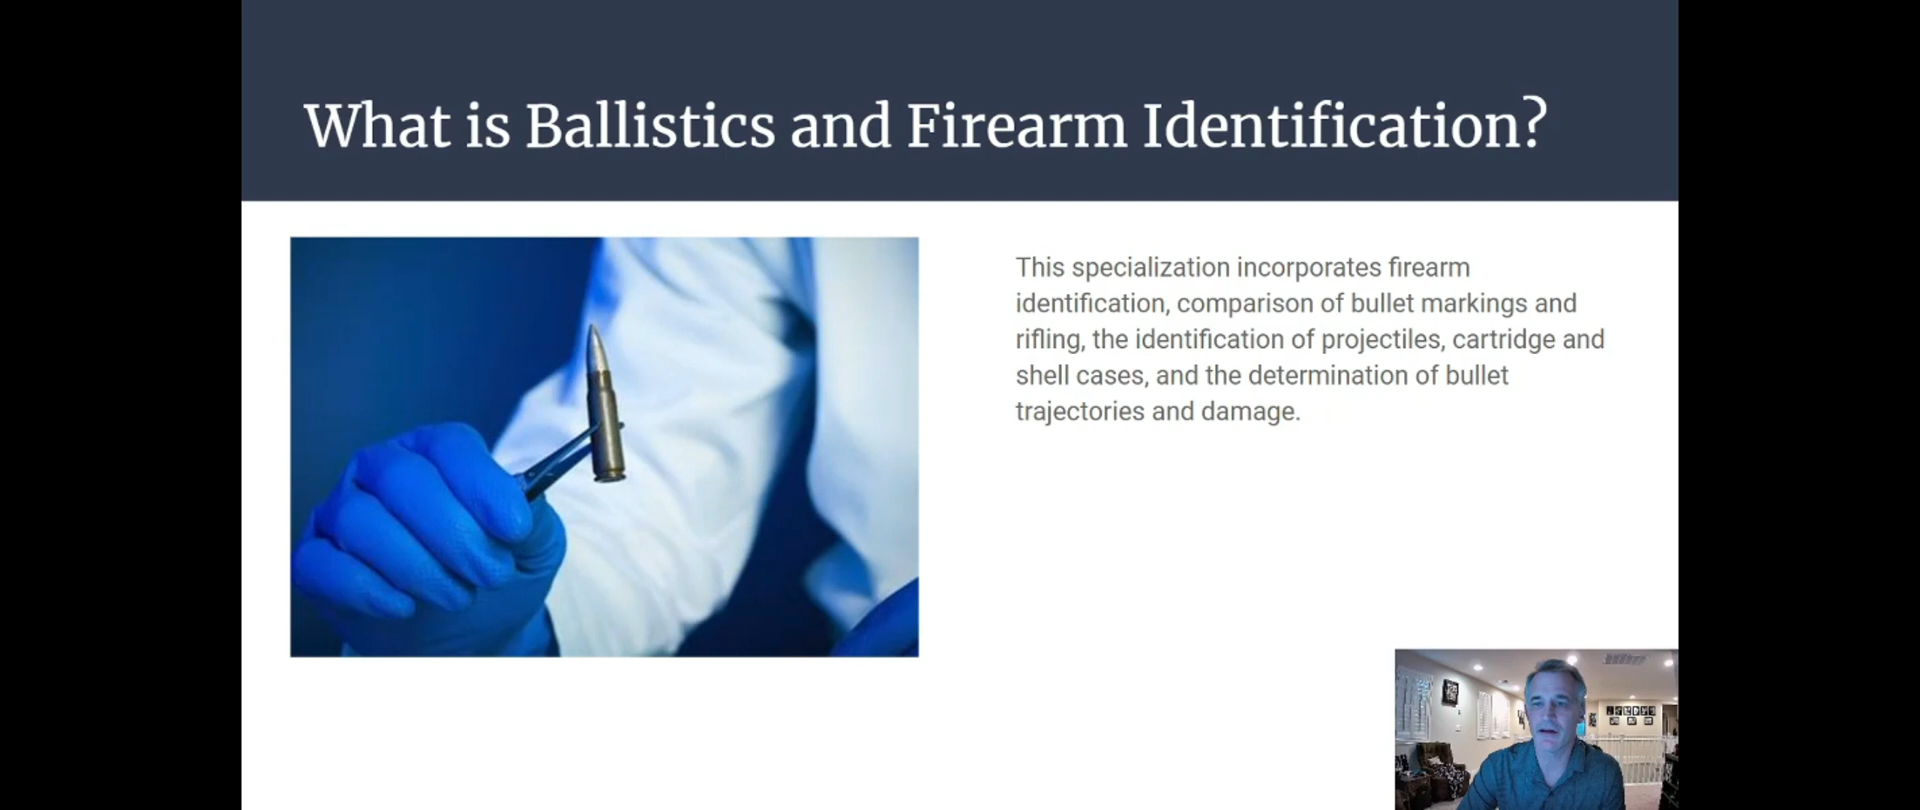 What is Ballistics and Firearm Identification?
This specialization incorporates firearm
identification, comparison of bullet markings and
rifling, the identification of projectiles, cartridge and
shell cases, and the determination of bullet
trajectories and damage.